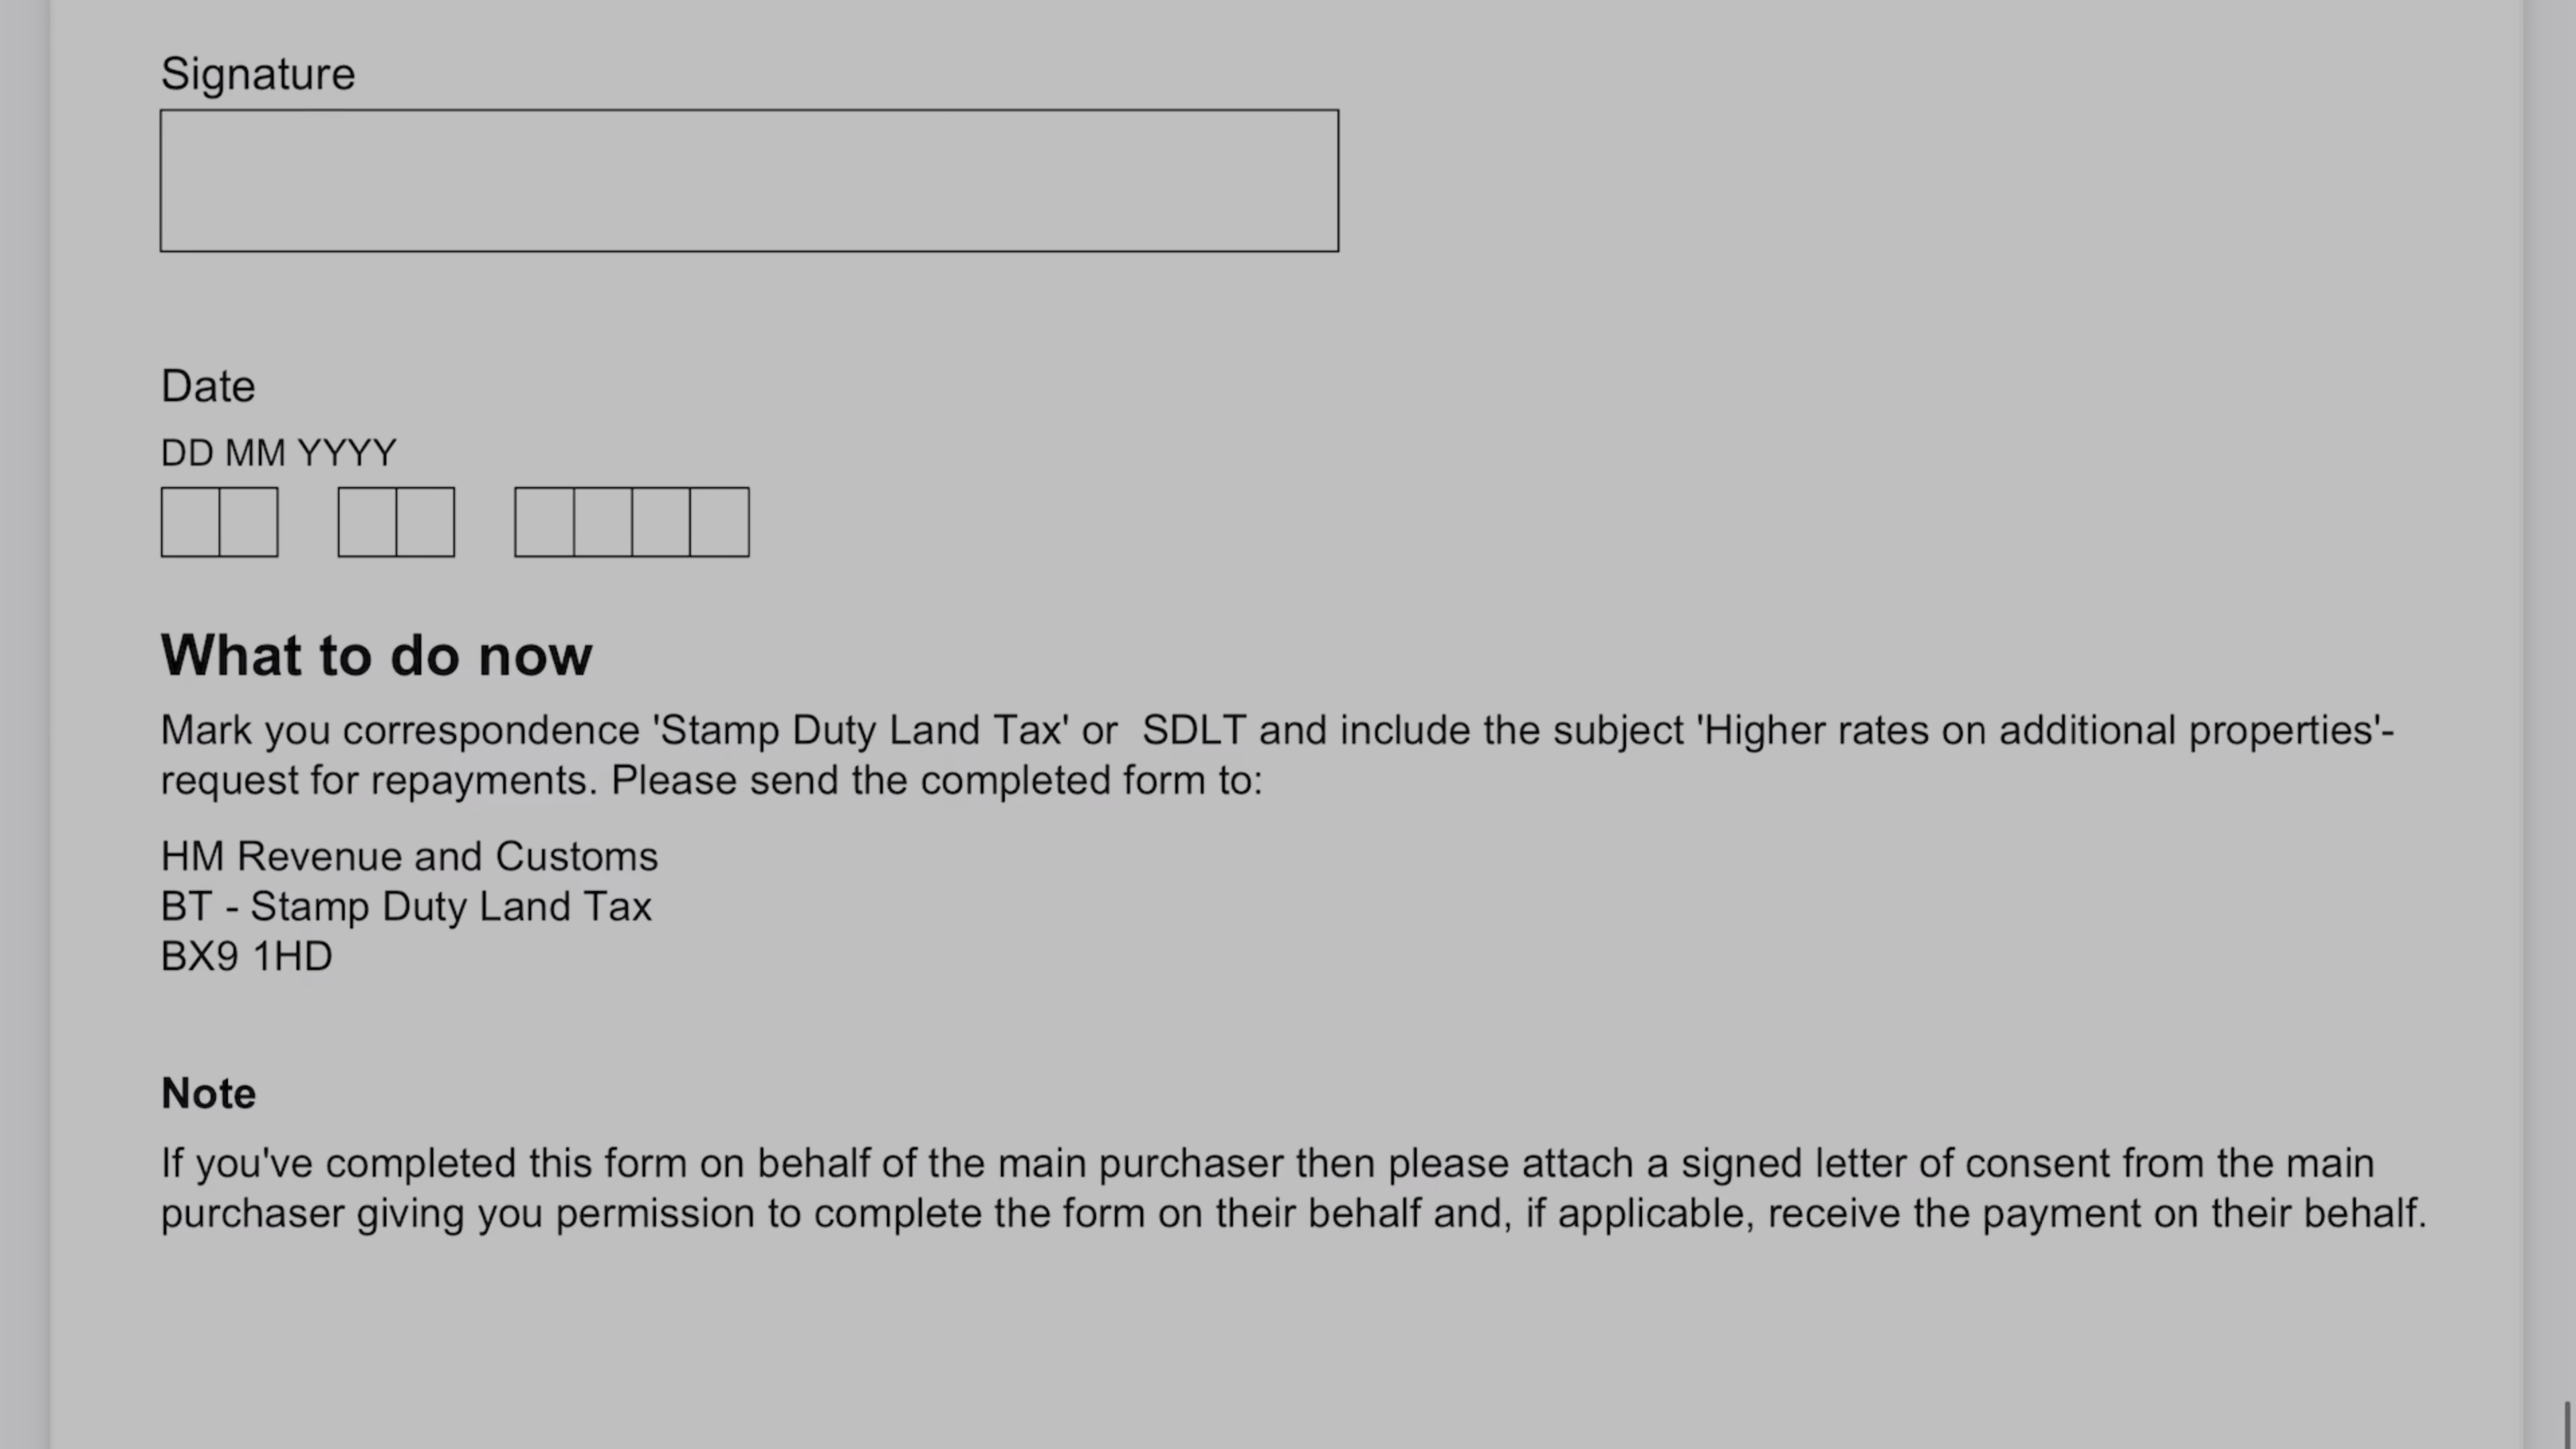 Signature
Date
DD MM YYYY
What to do now
Mark you correspondence 'Stamp Duty Land Tax' or  SDLT and include the subject 'Higher rates on additional properties'-
request for repayments. Please send the completed form to:
HM Revenue and Customs
BT - Stamp Duty Land Tax
BX9 1HD
Note
If you've completed this form on behalf of the main purchaser then please attach a signed letter of consent from the main
purchaser giving you permission to complete the form on their behalf and, if applicable, receive the payment on their behalf.